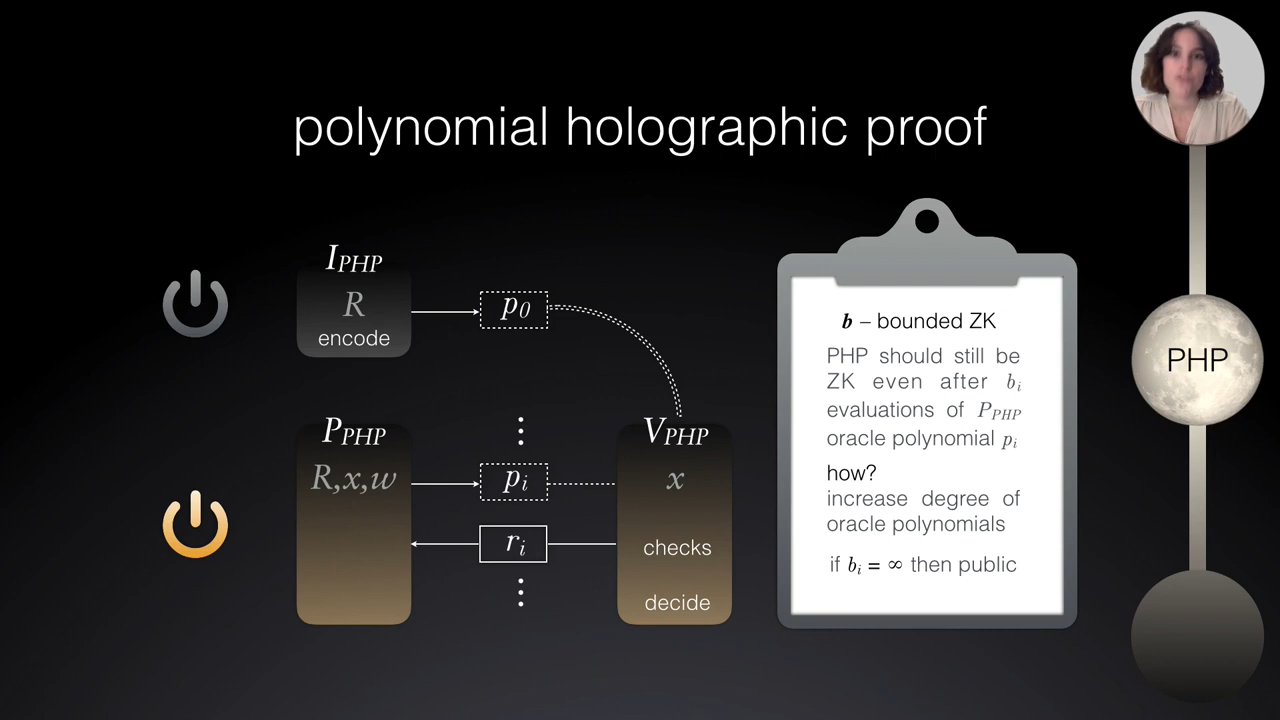 polynomial holographic proof
I_PHP
R
encode
p_0
P_PHP
R,x,w
⋮
p_i
r_i
⋮
V_PHP
x
checks
decide
b – bounded ZK
PHP should still be
ZK even after b_i
evaluations of P_PHP
oracle polynomial p_i
how?
increase degree of
oracle polynomials
if b_i = ∞ then public
PHP